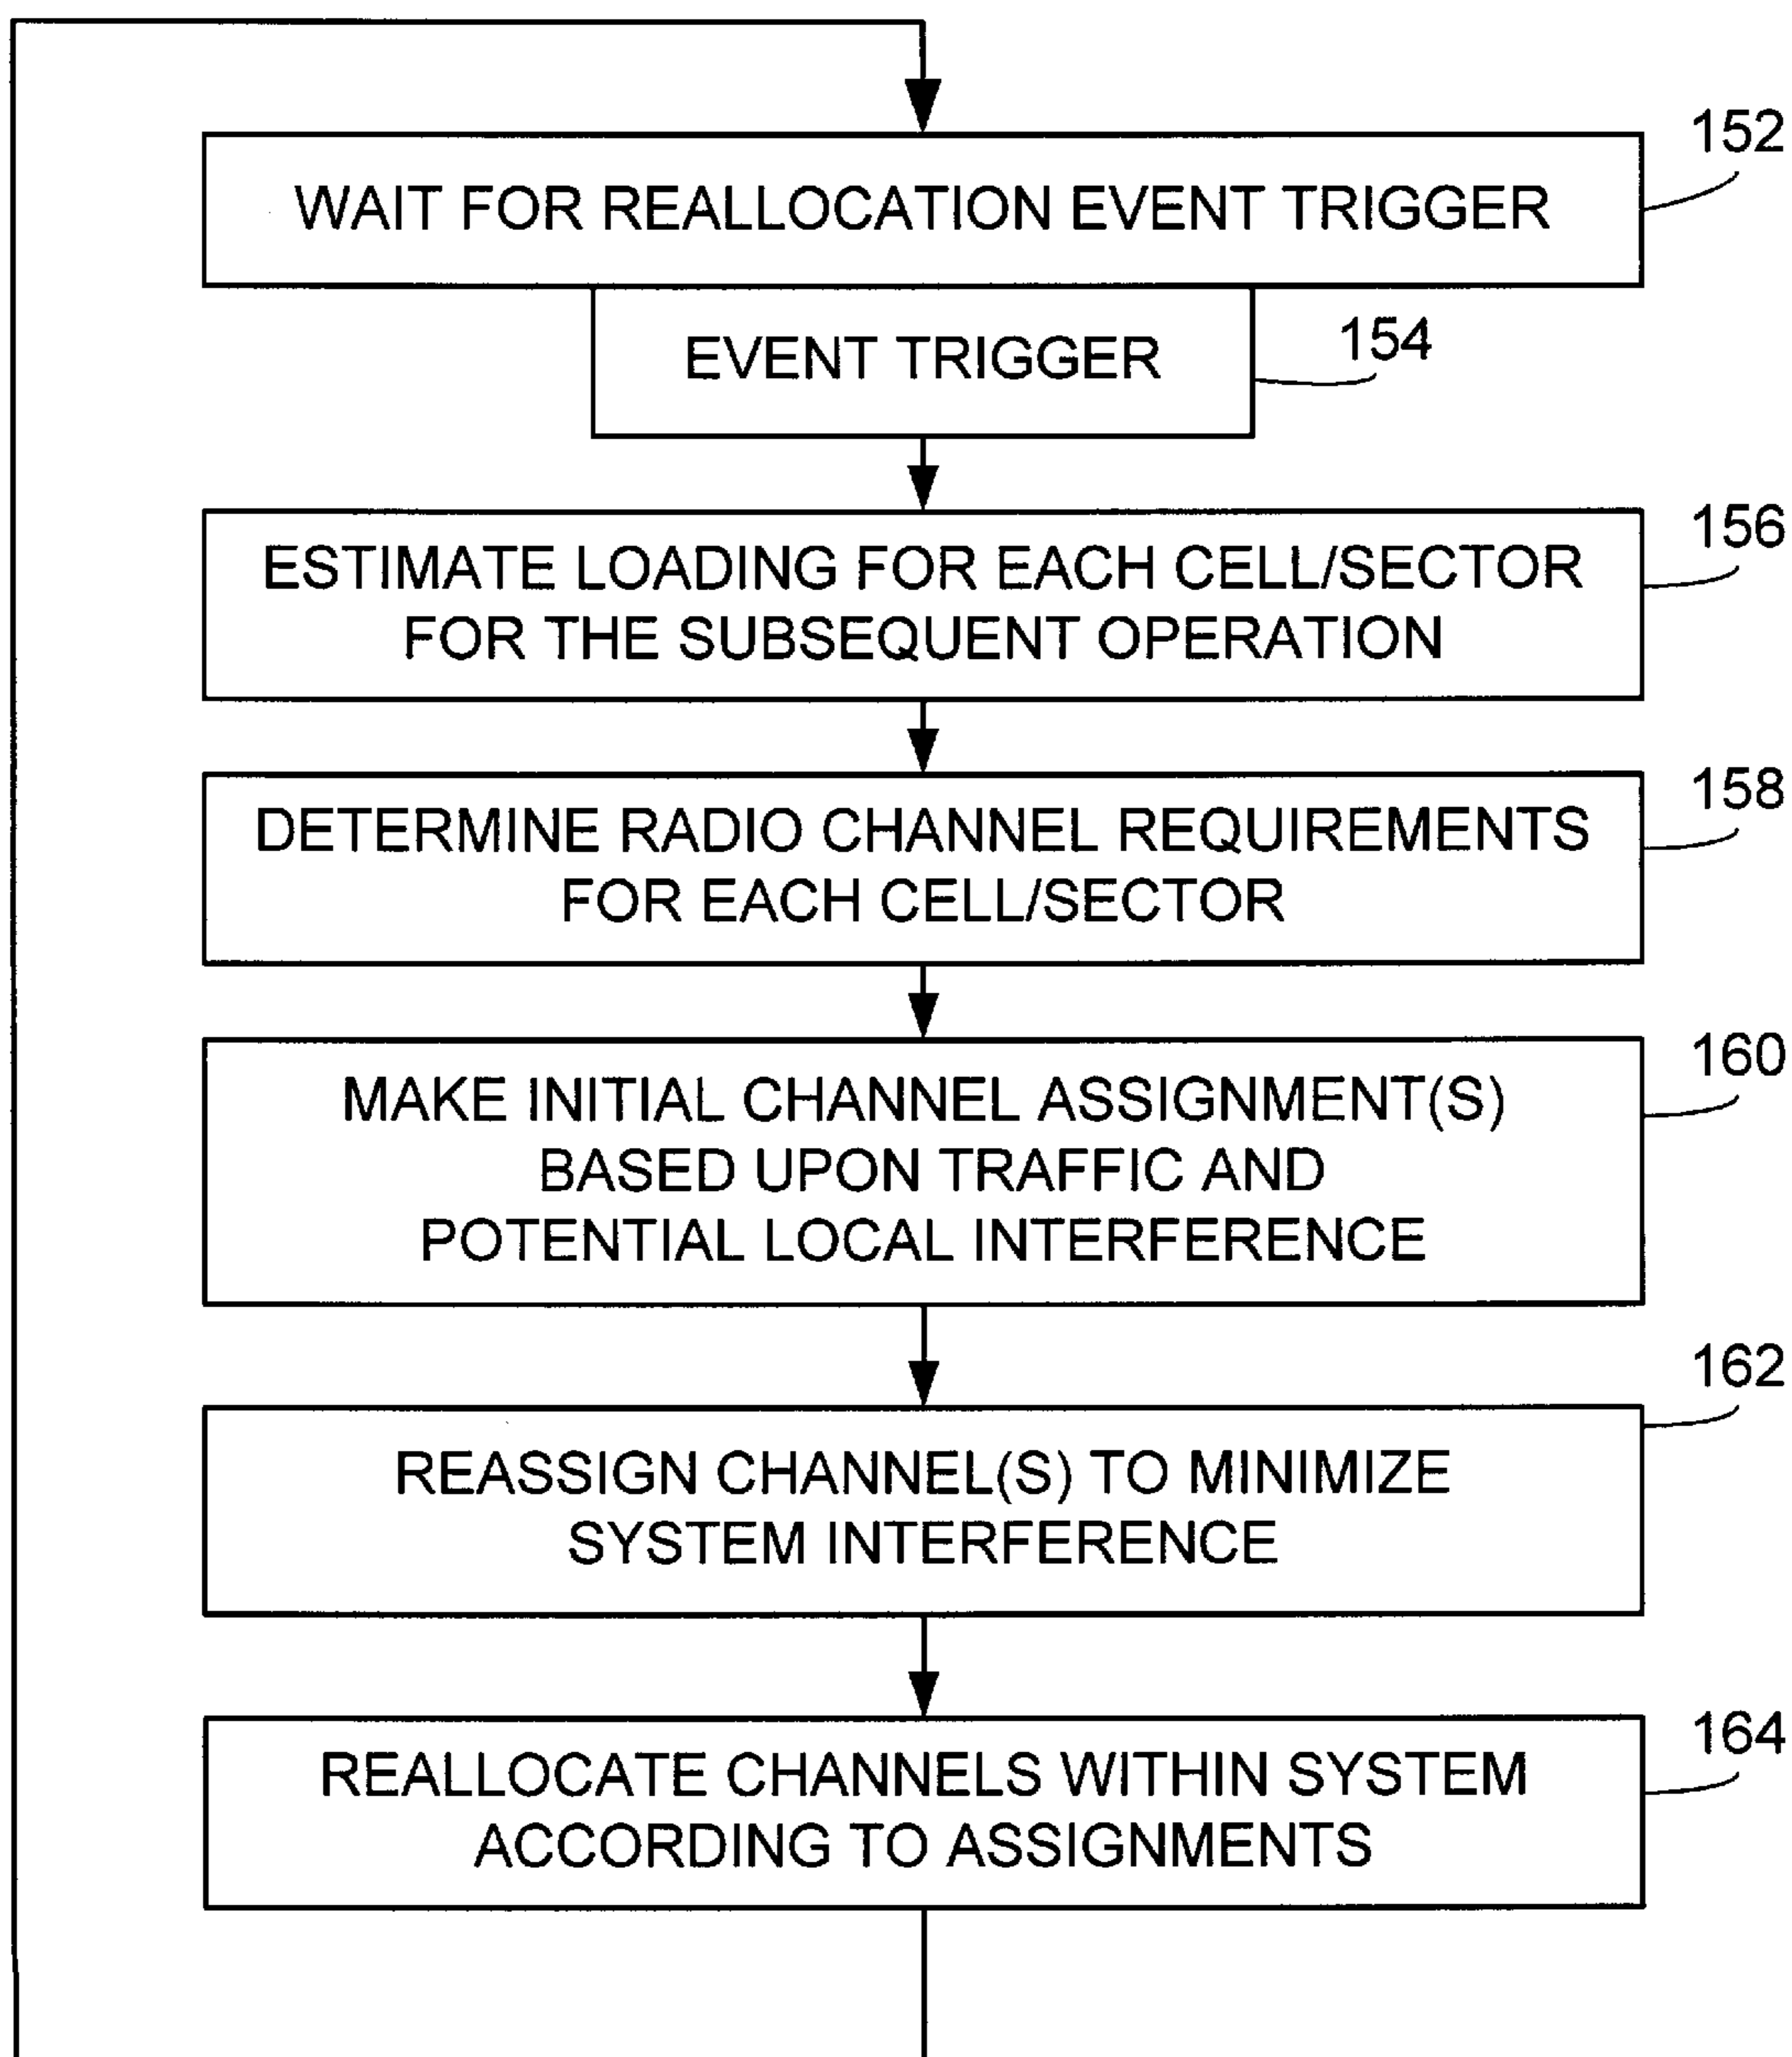 152
WAIT FOR REALLOCATION EVENT TRIGGER
EVENT TRIGGER
154
156
ESTIMATE LOADING FOR EACH CELL/SECTOR
FOR THE SUBSEQUENT OPERATION
158
DETERMINE RADIO CHANNEL REQUIREMENTS
FOR EACH CELL/SECTOR
160
MAKE INITIAL CHANNEL ASSIGNMENT(S)
BASED UPON TRAFFIC AND
POTENTIAL LOCAL INTERFERENCE
162
REASSIGN CHANNEL(S) TO MINIMIZE
SYSTEM INTERFERENCE
164
REALLOCATE CHANNELS WITHIN SYSTEM
ACCORDING TO ASSIGNMENTS